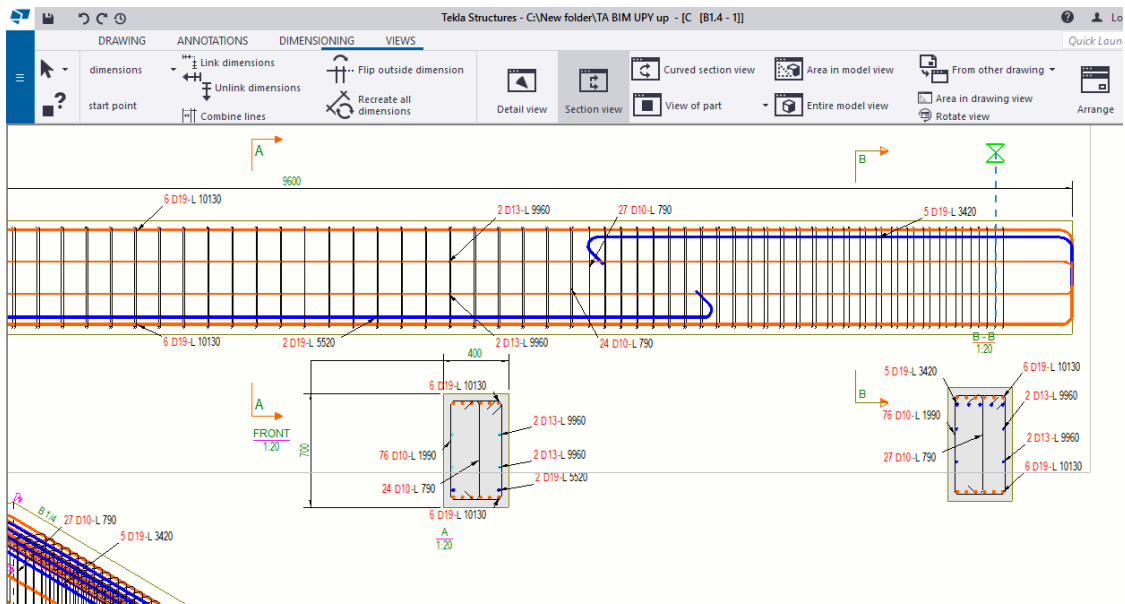 Tekla Structures - C:\New folder\TA BIM UPY up - [C [B1.4 - 1]]
Lo
DRAWING ANNOTATIONS DIMENSIONING VIEWS
Quick Laun
dimensions
start point
Link dimensions
Unlink dimensions
Combine lines
Flip outside dimension
Recreate all
dimensions
Detail view
Section view
Curved section view
View of part
Area in model view
Entire model view
From other drawing
Area in drawing view
Rotate view
Arrange
A
B
9600
6 D19-L 10130
2 D13-L 9960
27 D10-L 790
5 D19-L 3420
6 D19-L 10130
2 D19-L 5520
2 D13-L 9960
24 D10-L 790
B - B
1:20
A
FRONT
1:20
B
400
700
6 D19-L 10130
2 D13-L 9960
76 D10-L 1990
2 D13-L 9960
24 D10-L 790
2 D19-L 5520
6 D19-L 10130
A
1:20
5 D19-L 3420
6 D19-L 10130
76 D10-L 1990
2 D13-L 9960
27 D10-L 790
2 D13-L 9960
6 D19-L 10130
B1/4
27 D10-L 790
5 D19-L 3420